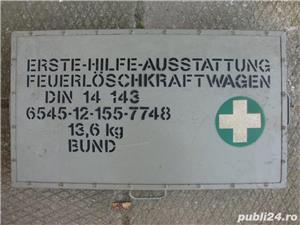 ERSTE-HILFE-AUSSTATTUNG
FEUERLÖSCHKRAFTWAGEN
DIN 14 143
6545-12-155-7748
13,6 kg
BUND
publi24.ro